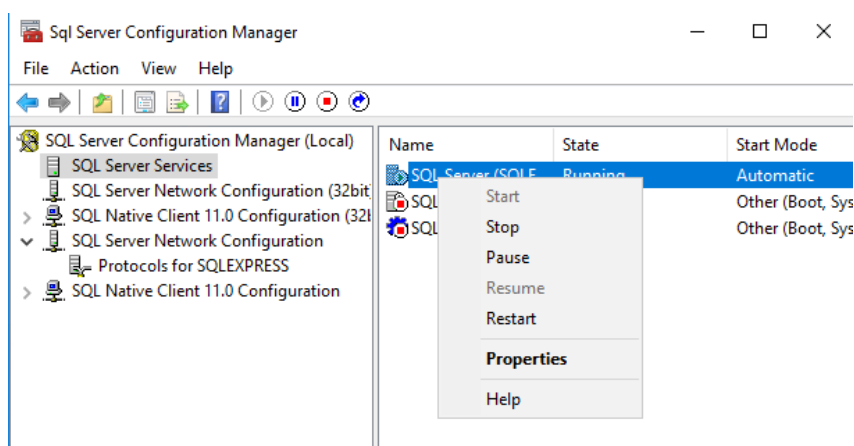 Sql Server Configuration Manager
File Action View Help
SQL Server Configuration Manager (Local)
SQL Server Services
SQL Server Network Configuration (32bit
SQL Native Client 11.0 Configuration (32
SQL Server Network Configuration
Protocols for SQLEXPRESS
SQL Native Client 11.0 Configuration
Name State Start Mode
SQL Server (SQLE Running Automatic
SQL Other (Boot, Sys
SQL Other (Boot, Sys
Start
Stop
Pause
Resume
Restart
Properties
Help